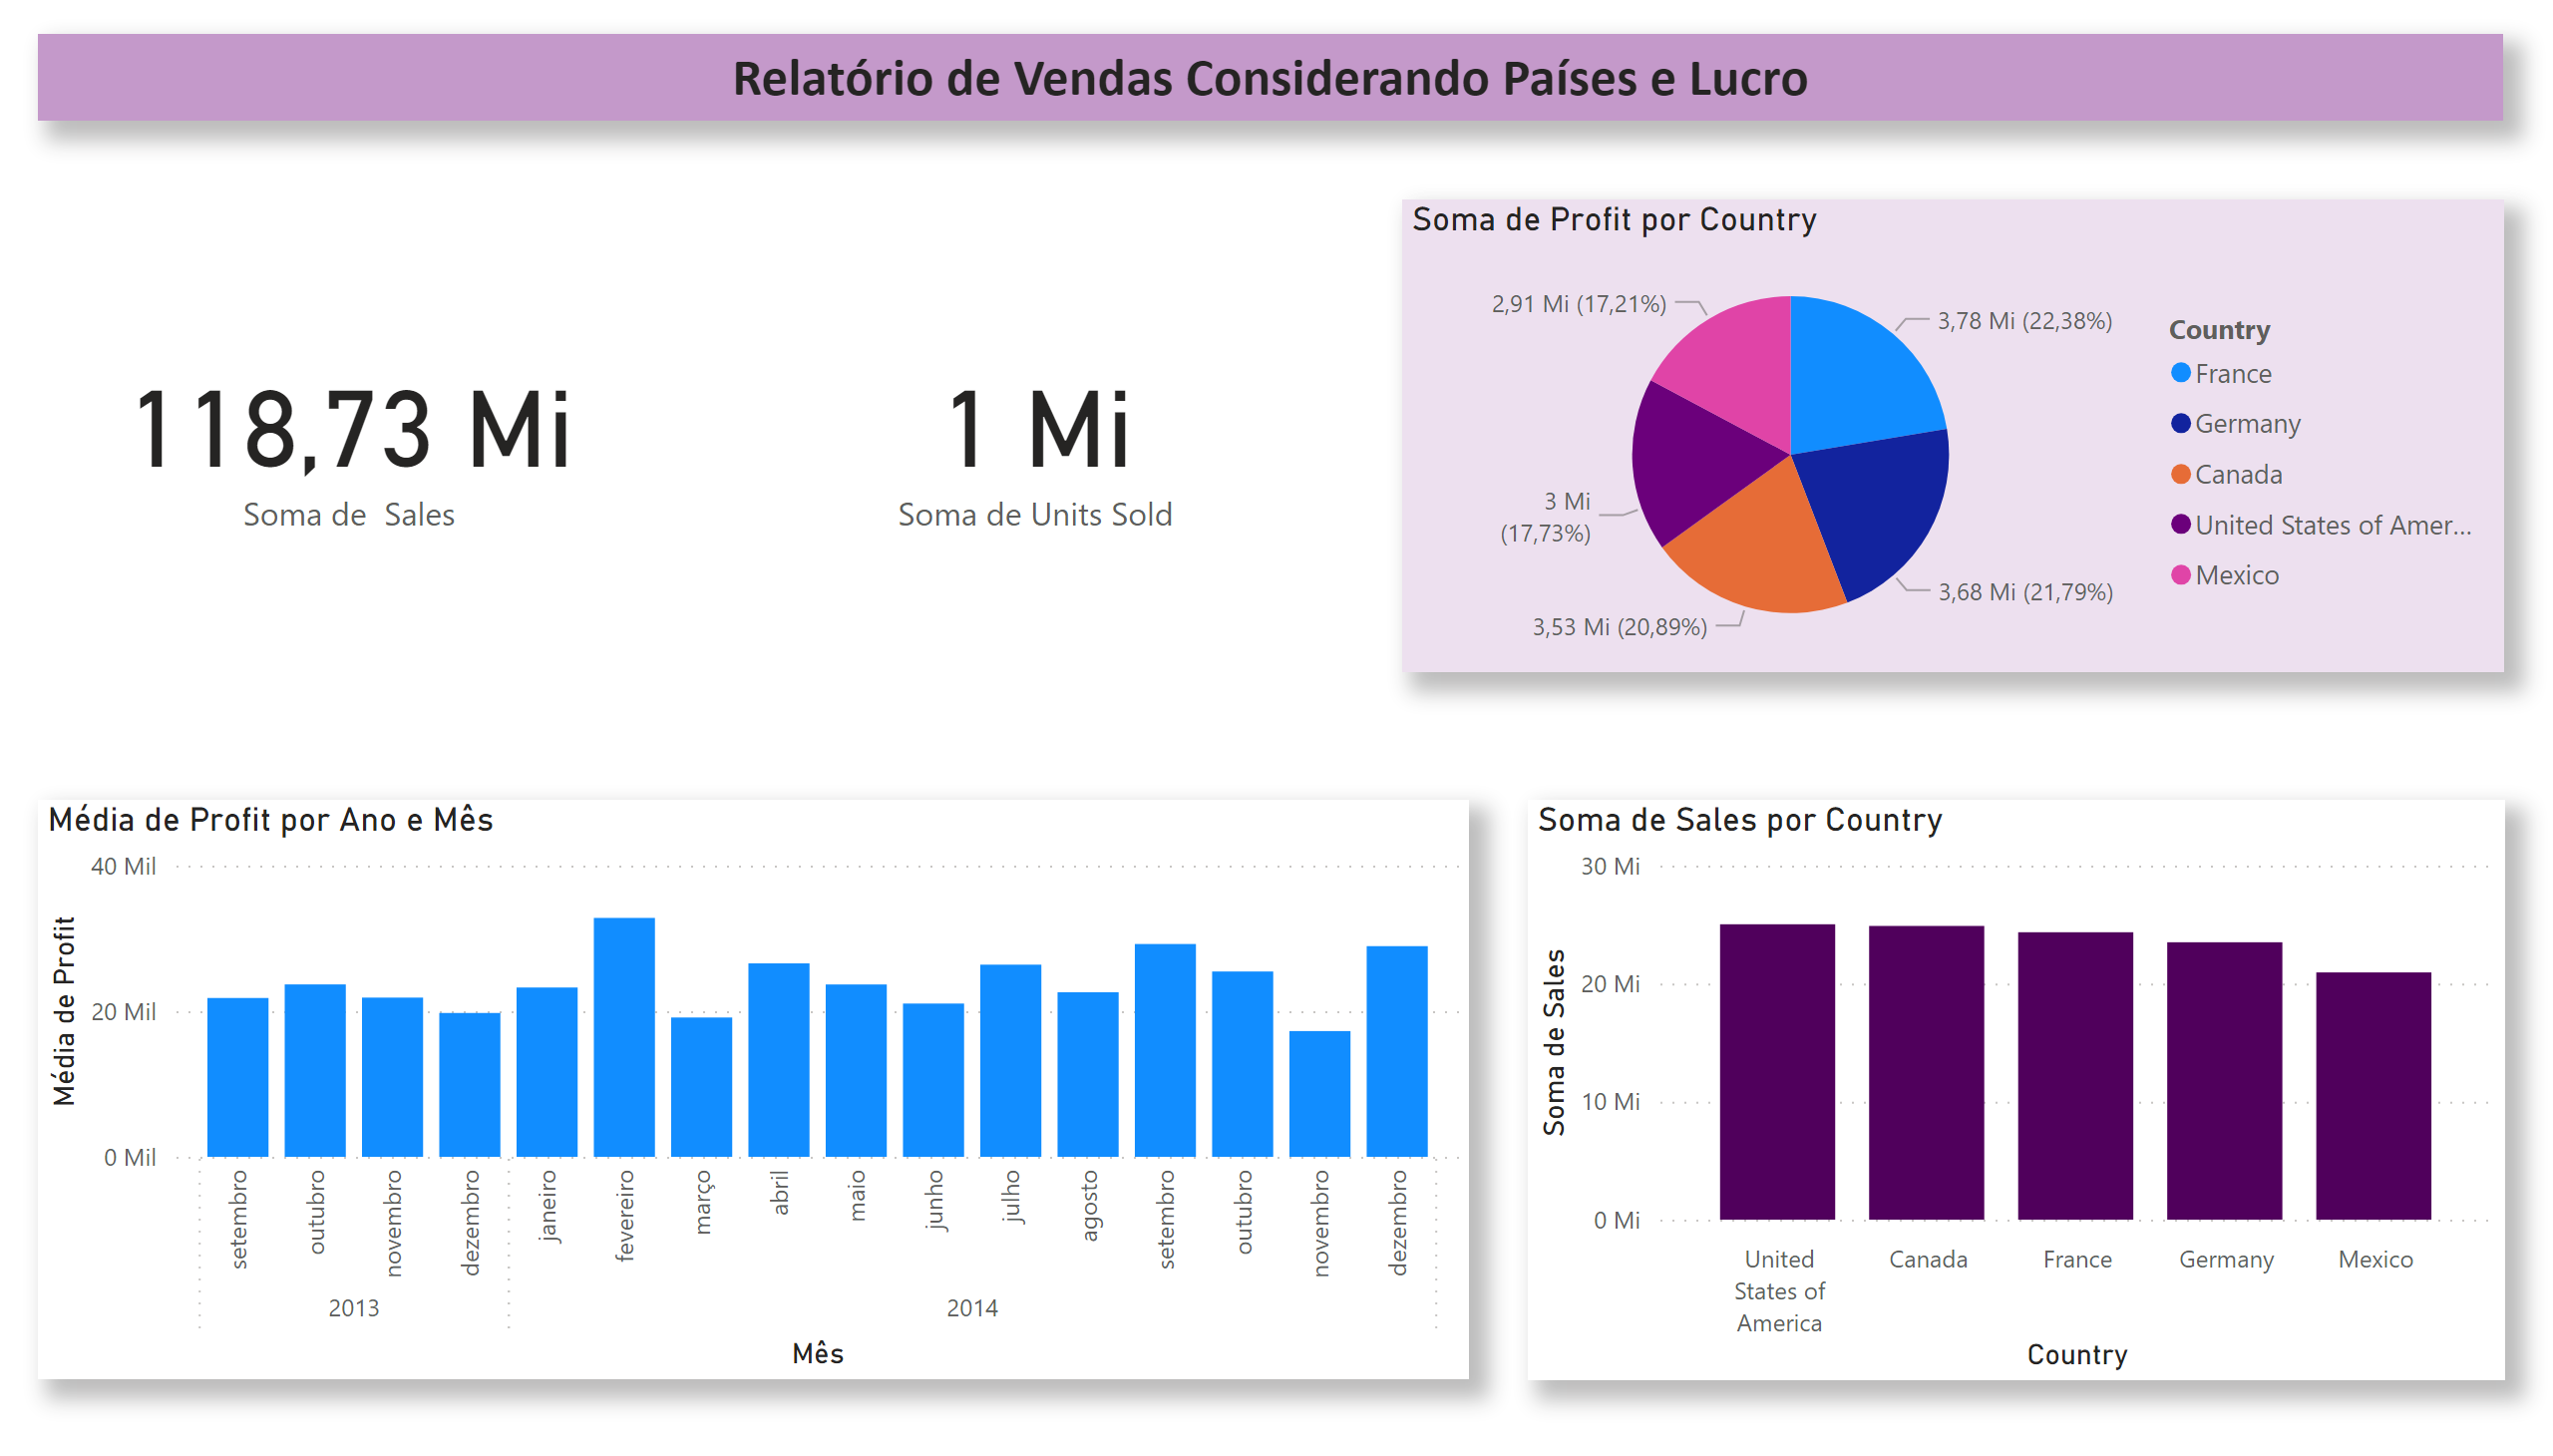 Relatório de Vendas Considerando Países e Lucro
118,73 Mi
Soma de  Sales
1 Mi
Soma de Units Sold
Soma de Profit por Country
2,91 Mi (17,21%)
3,78 Mi (22,38%)
3 Mi
(17,73%)
3,53 Mi (20,89%)
3,68 Mi (21,79%)
Country
France
Germany
Canada
United States of Amer...
Mexico
Média de Profit por Ano e Mês
Média de Profit
40 Mil
20 Mil
0 Mil
setembro
outubro
novembro
dezembro
janeiro
fevereiro
março
abril
maio
junho
julho
agosto
setembro
outubro
novembro
dezembro
2013
2014
Mês
Soma de Sales por Country
Soma de Sales
30 Mi
20 Mi
10 Mi
0 Mi
United
States of
America
Canada
France
Germany
Mexico
Country